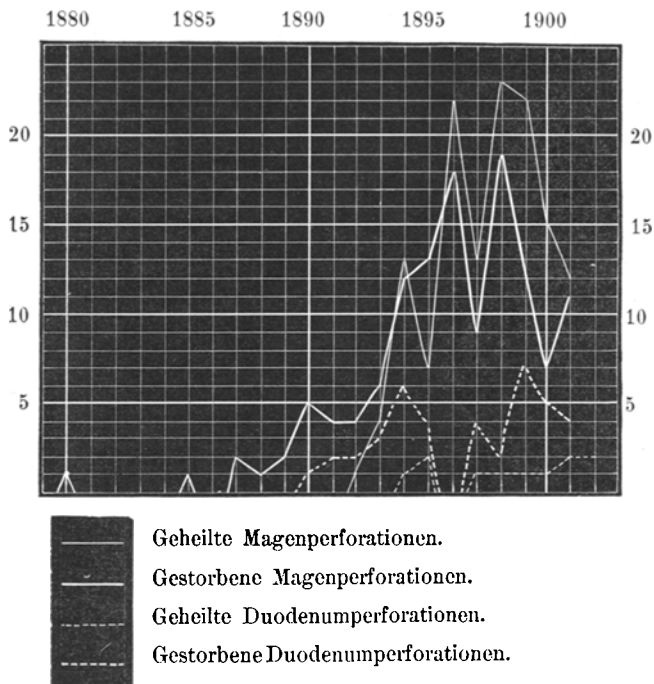 1880 1885 1890 1895 1900
20 20
15 15
10 10
5 5
Geheilte Magenperforationen.
Gestorbene Magenperforationen.
Geheilte Duodenumperforationen.
Gestorbene Duodenumperforationen.